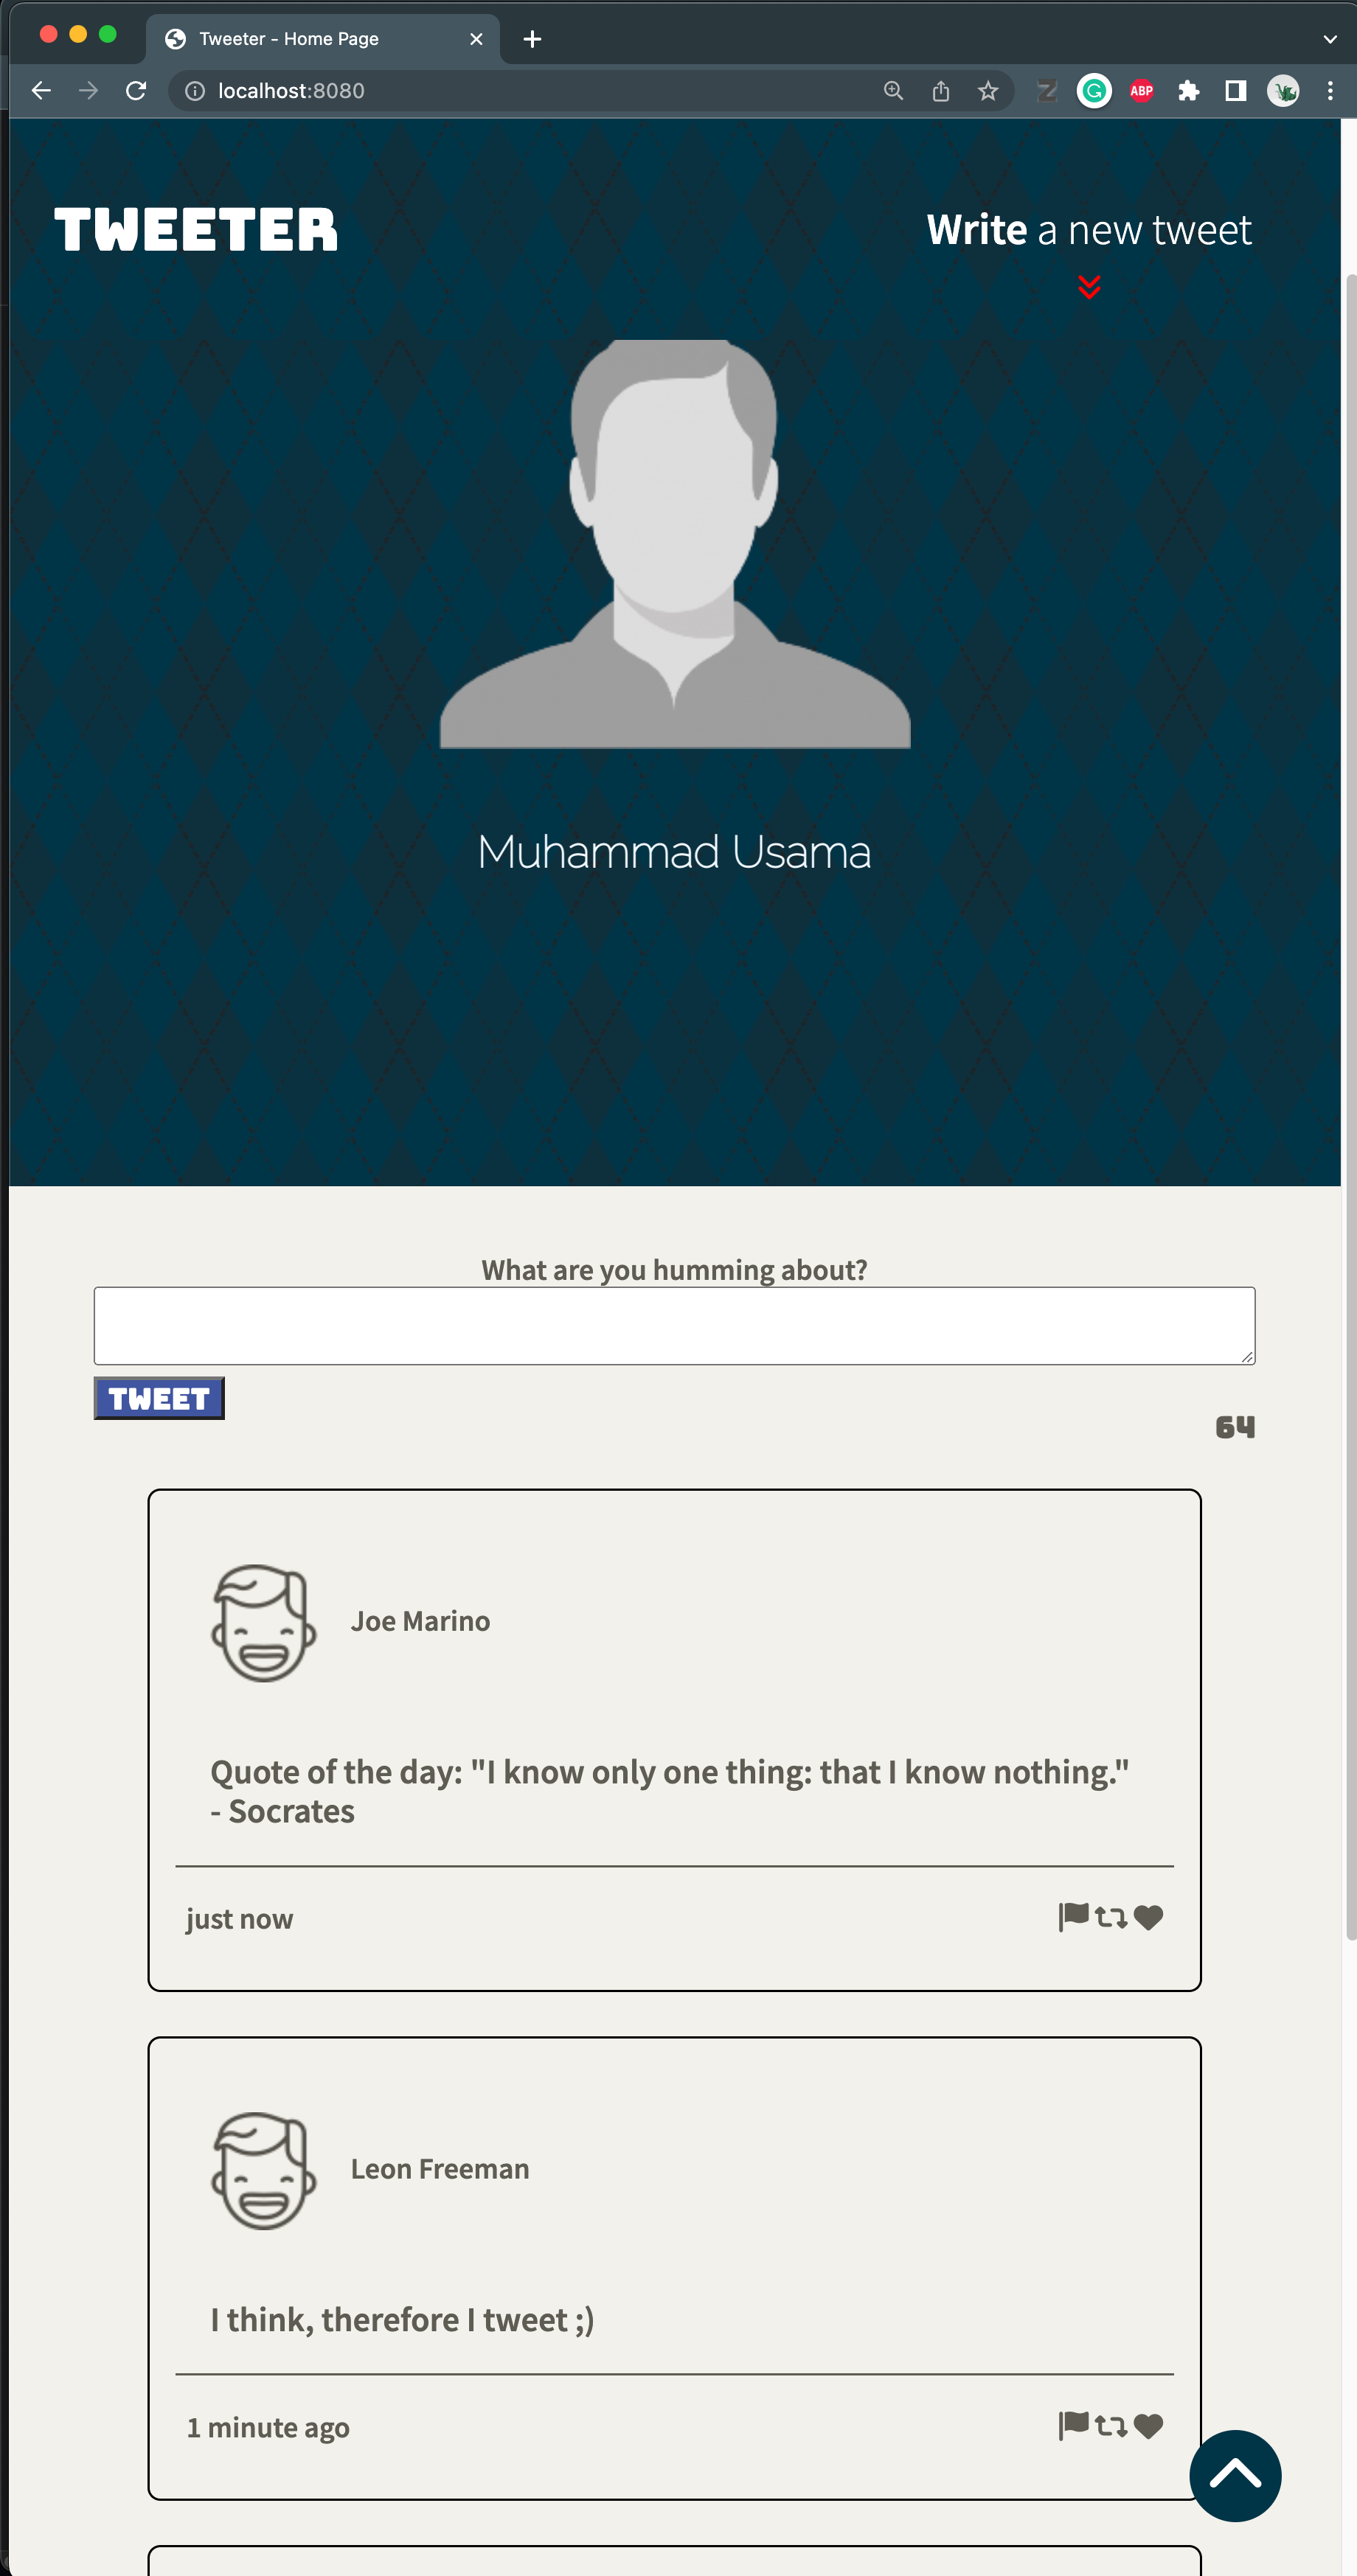 Tweeter - Home Page
localhost:8080
ABP
TWEETER
Write a new tweet
Muhammad Usama
What are you humming about?
TWEET
64
Joe Marino
Quote of the day: "I know only one thing: that I know nothing."
- Socrates
just now
Leon Freeman
I think, therefore I tweet ;)
1 minute ago